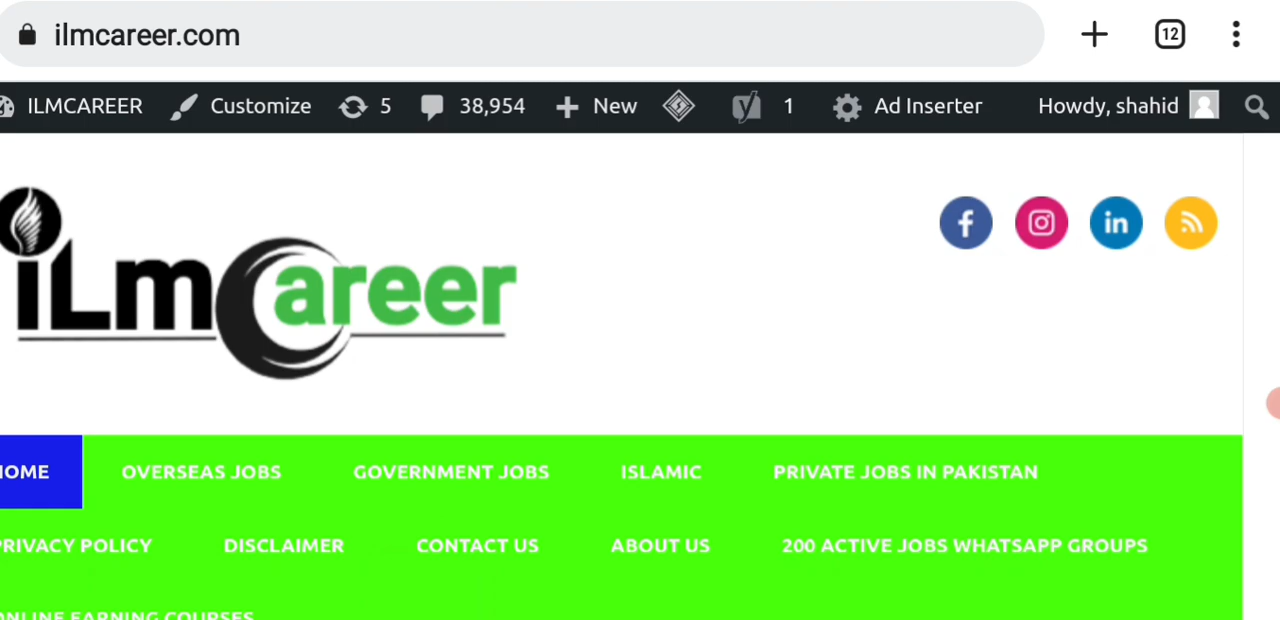 ilmcareer.com
12
ILMCAREER Customize 5 38,954 New 1 Ad Inserter Howdy, shahid
f in
iLmCareer
HOME OVERSEAS JOBS GOVERNMENT JOBS ISLAMIC PRIVATE JOBS IN PAKISTAN
PRIVACY POLICY DISCLAIMER CONTACT US ABOUT US 200 ACTIVE JOBS WHATSAPP GROUPS
ONLINE EARNING COURSES